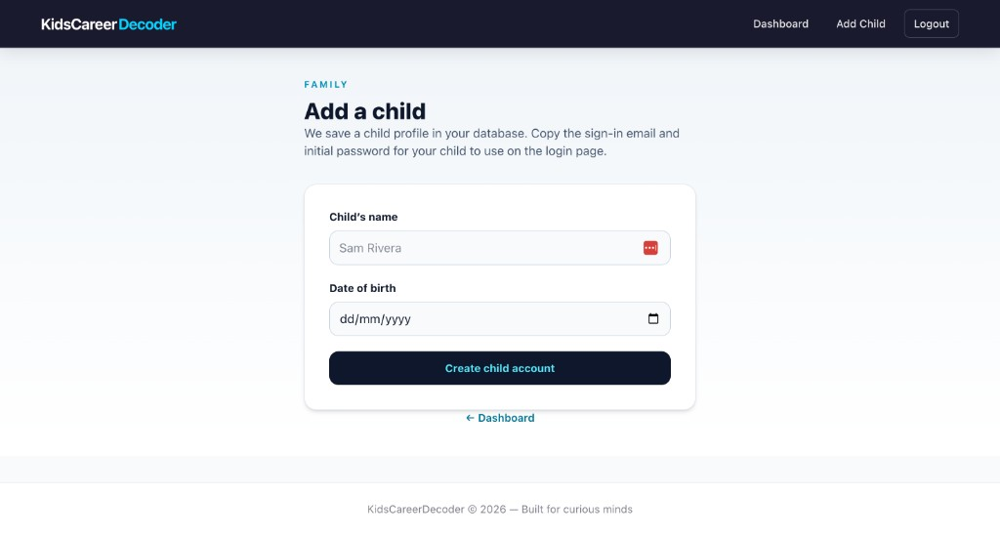 KidsCareerDecoder
Dashboard
Add Child
Logout
FAMILY
Add a child
We save a child profile in your database. Copy the sign-in email and
initial password for your child to use on the login page.
Child's name
Sam Rivera
Date of birth
dd/mm/yyyy
Create child account
← Dashboard
KidsCareerDecoder © 2026 — Built for curious minds